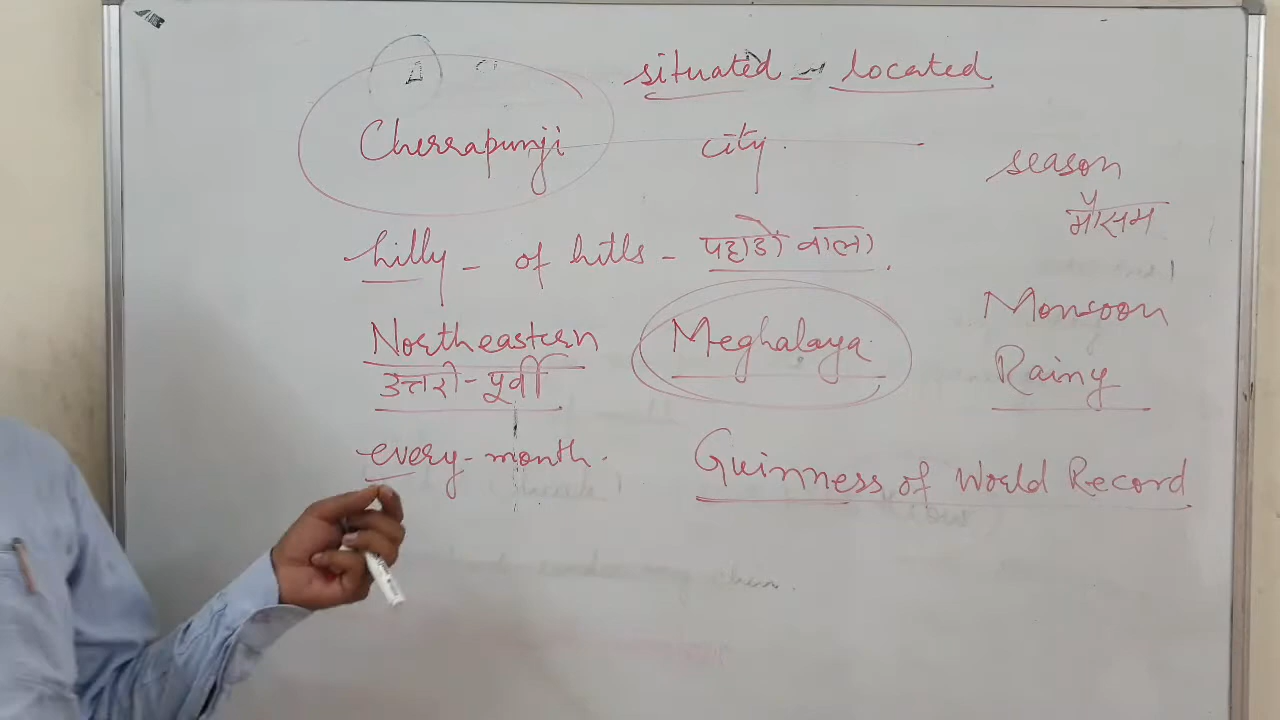 situated - located
Cherrapunji city.
season
मौसम
hilly - of hills - पहाडों वाला.
Monsoon
Northeastern Meghalaya.
Rainy
उत्तरी-पूर्वी
every-month.
Guinness of World Record